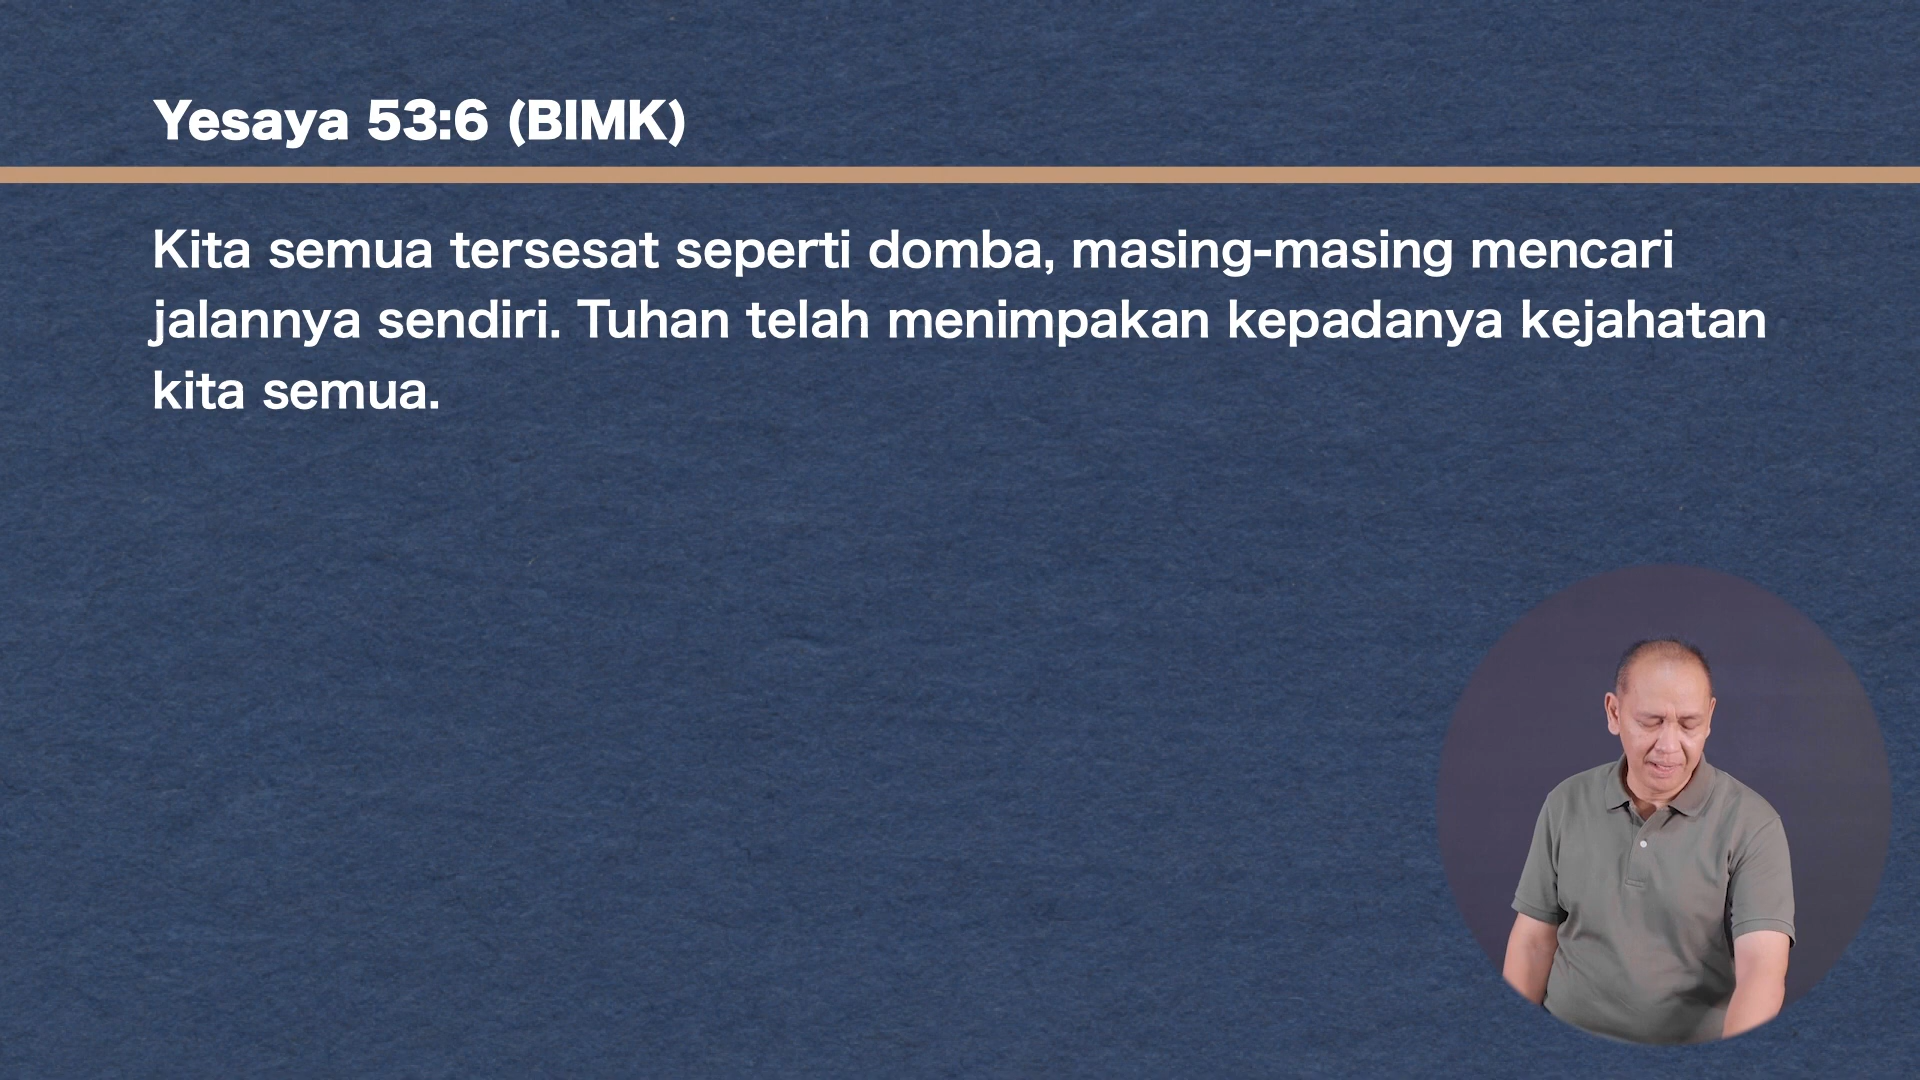 Yesaya 53:6 (BIMK)
Kita semua tersesat seperti domba, masing-masing mencari
jalannya sendiri. Tuhan telah menimpakan kepadanya kejahatan
kita semua.